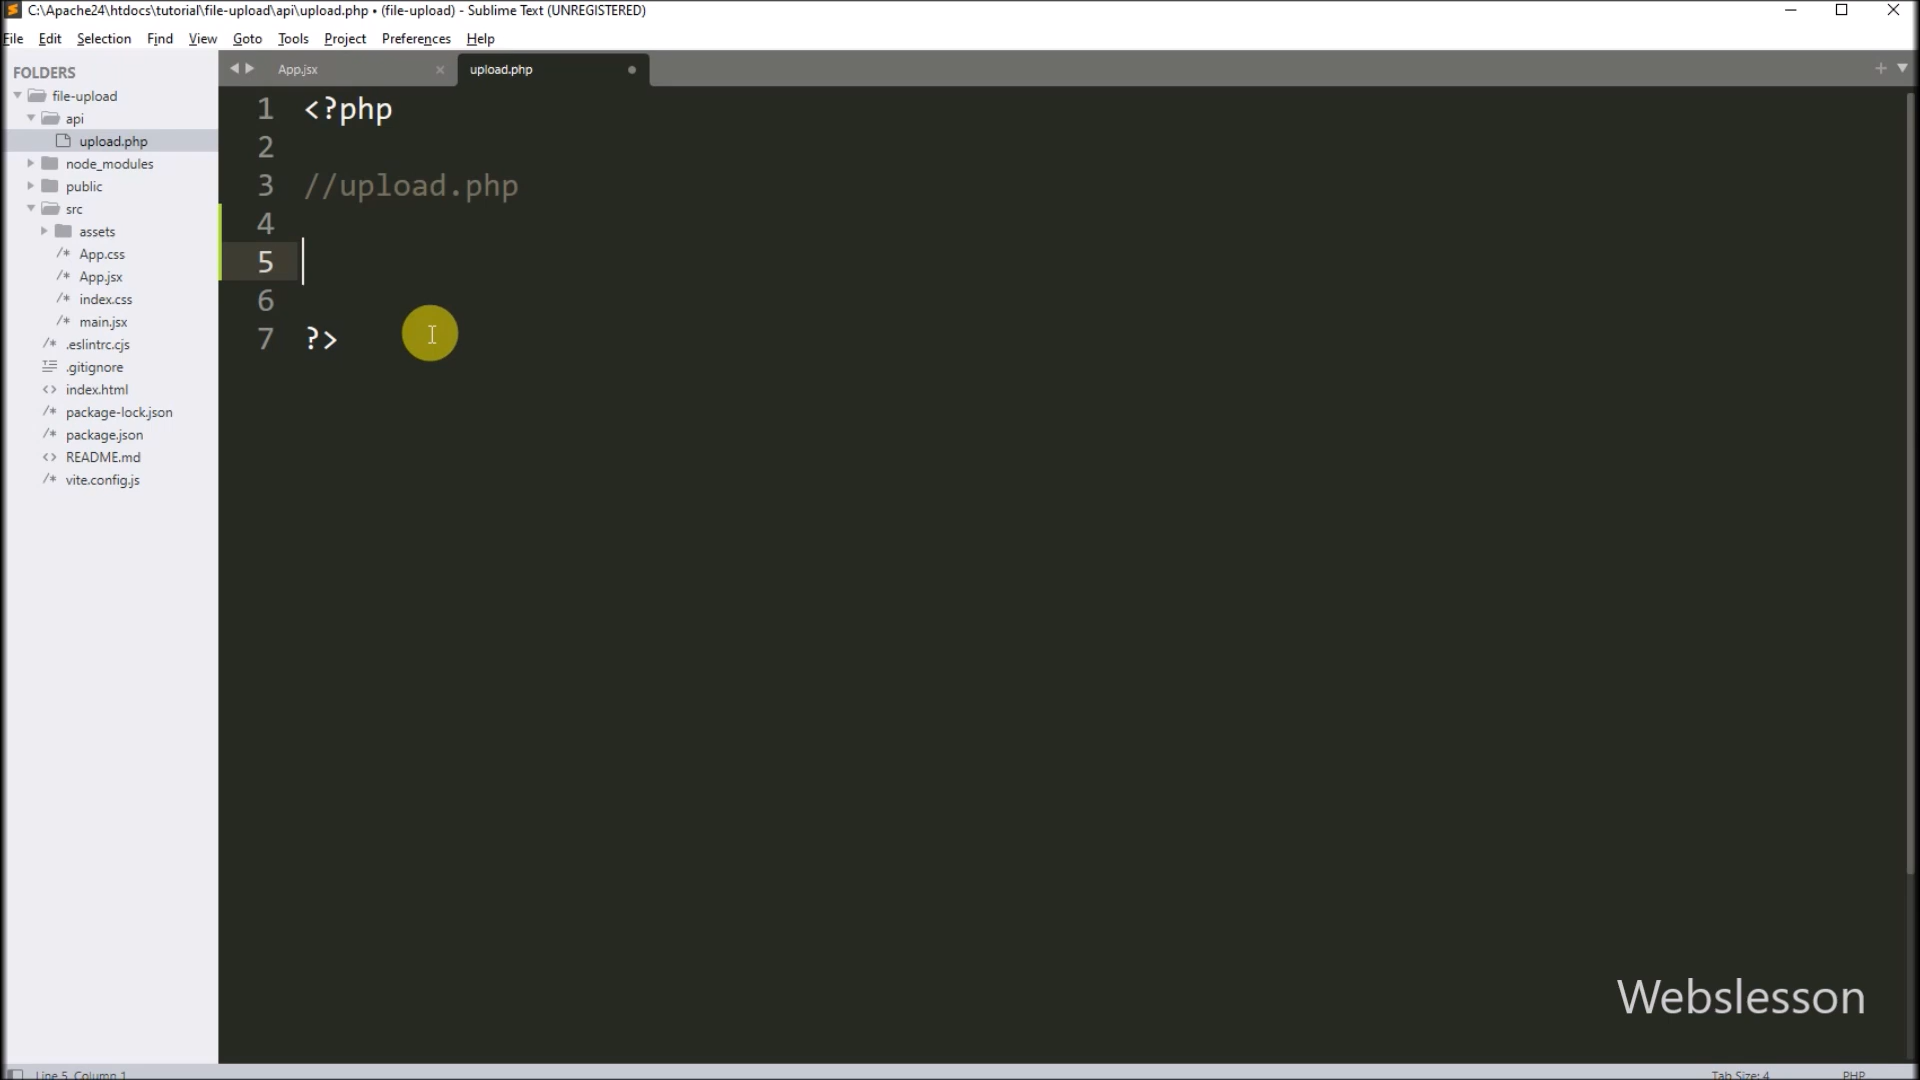 C:\Apache24\htdocs\tutorial\file-upload\api\upload.php • (file-upload) - Sublime Text (UNREGISTERED)
File Edit Selection Find View Goto Tools Project Preferences Help
FOLDERS
file-upload
api
upload.php
node_modules
public
src
assets
/* App.css
/* App.jsx
/* index.css
/* main.jsx
/* .eslintrc.cjs
.gitignore
<> index.html
/* package-lock.json
/* package.json
<> README.md
/* vite.config.js
App.jsx
upload.php
1 <?php
2
3 //upload.php
4
5
6
7 ?>
Webslesson
Line 5, Column 1
Tab Size: 4
PHP